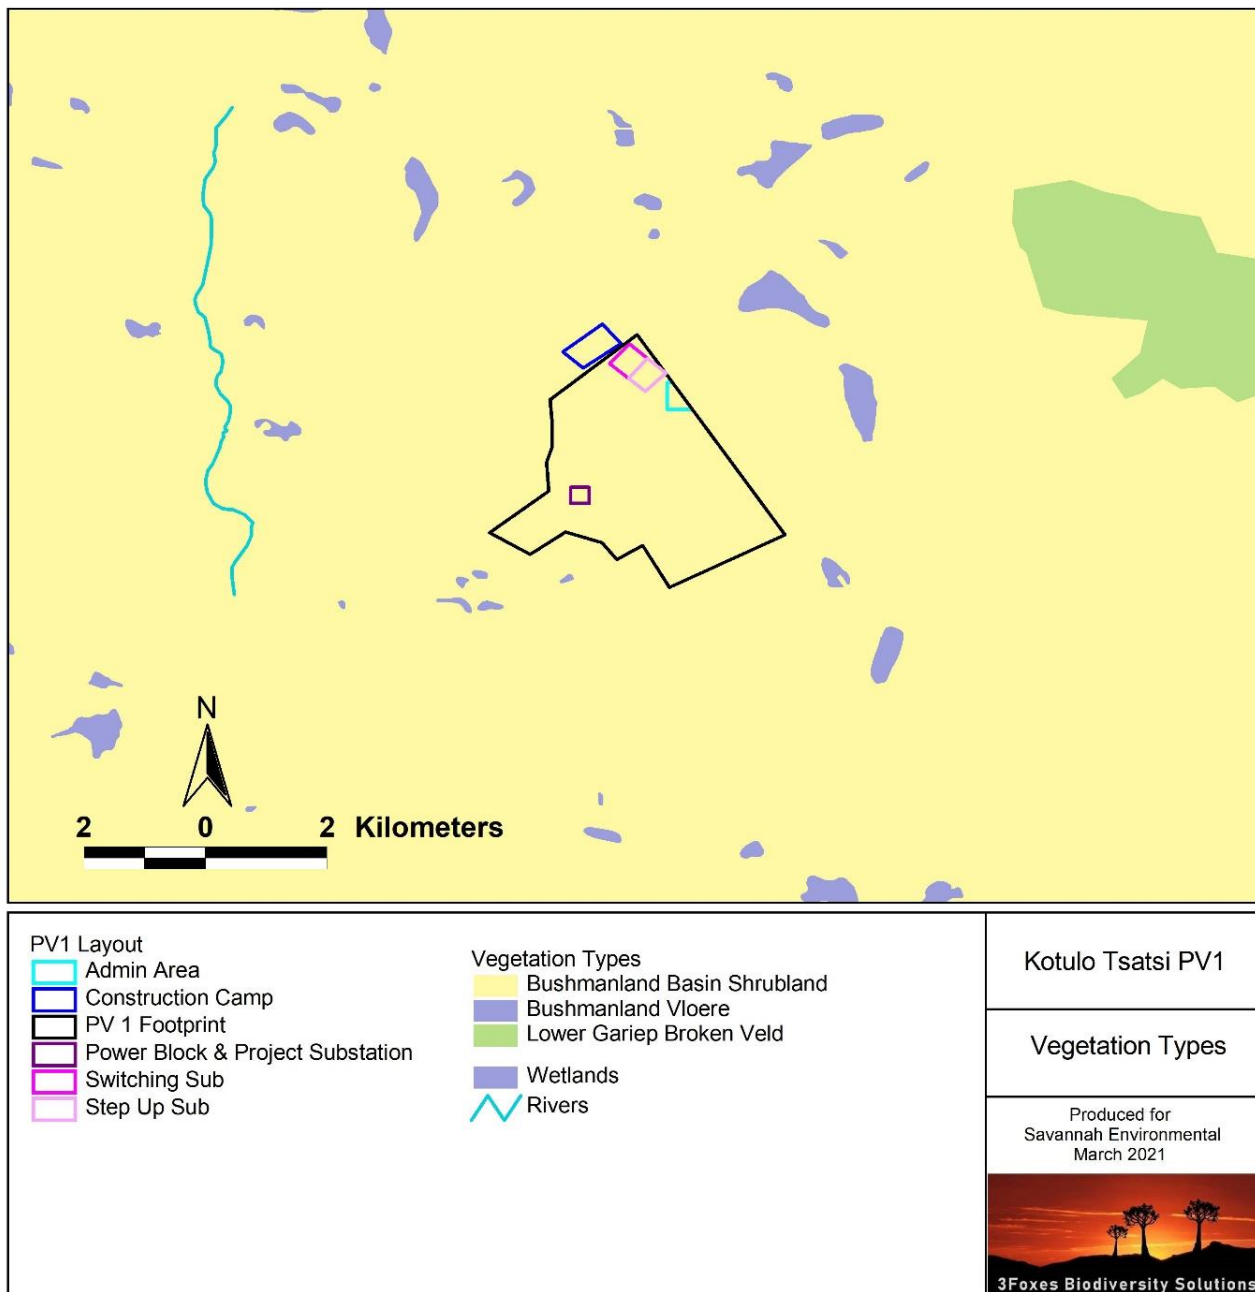 N
2 0 2 Kilometers
PV1 Layout
Admin Area
Construction Camp
PV 1 Footprint
Power Block & Project Substation
Switching Sub
Step Up Sub
Vegetation Types
Bushmanland Basin Shrubland
Bushmanland Vloere
Lower Gariep Broken Veld
Wetlands
Rivers
Kotulo Tsatsi PV1
Vegetation Types
Produced for
Savannah Environmental
March 2021
3Foxes Biodiversity Solutions